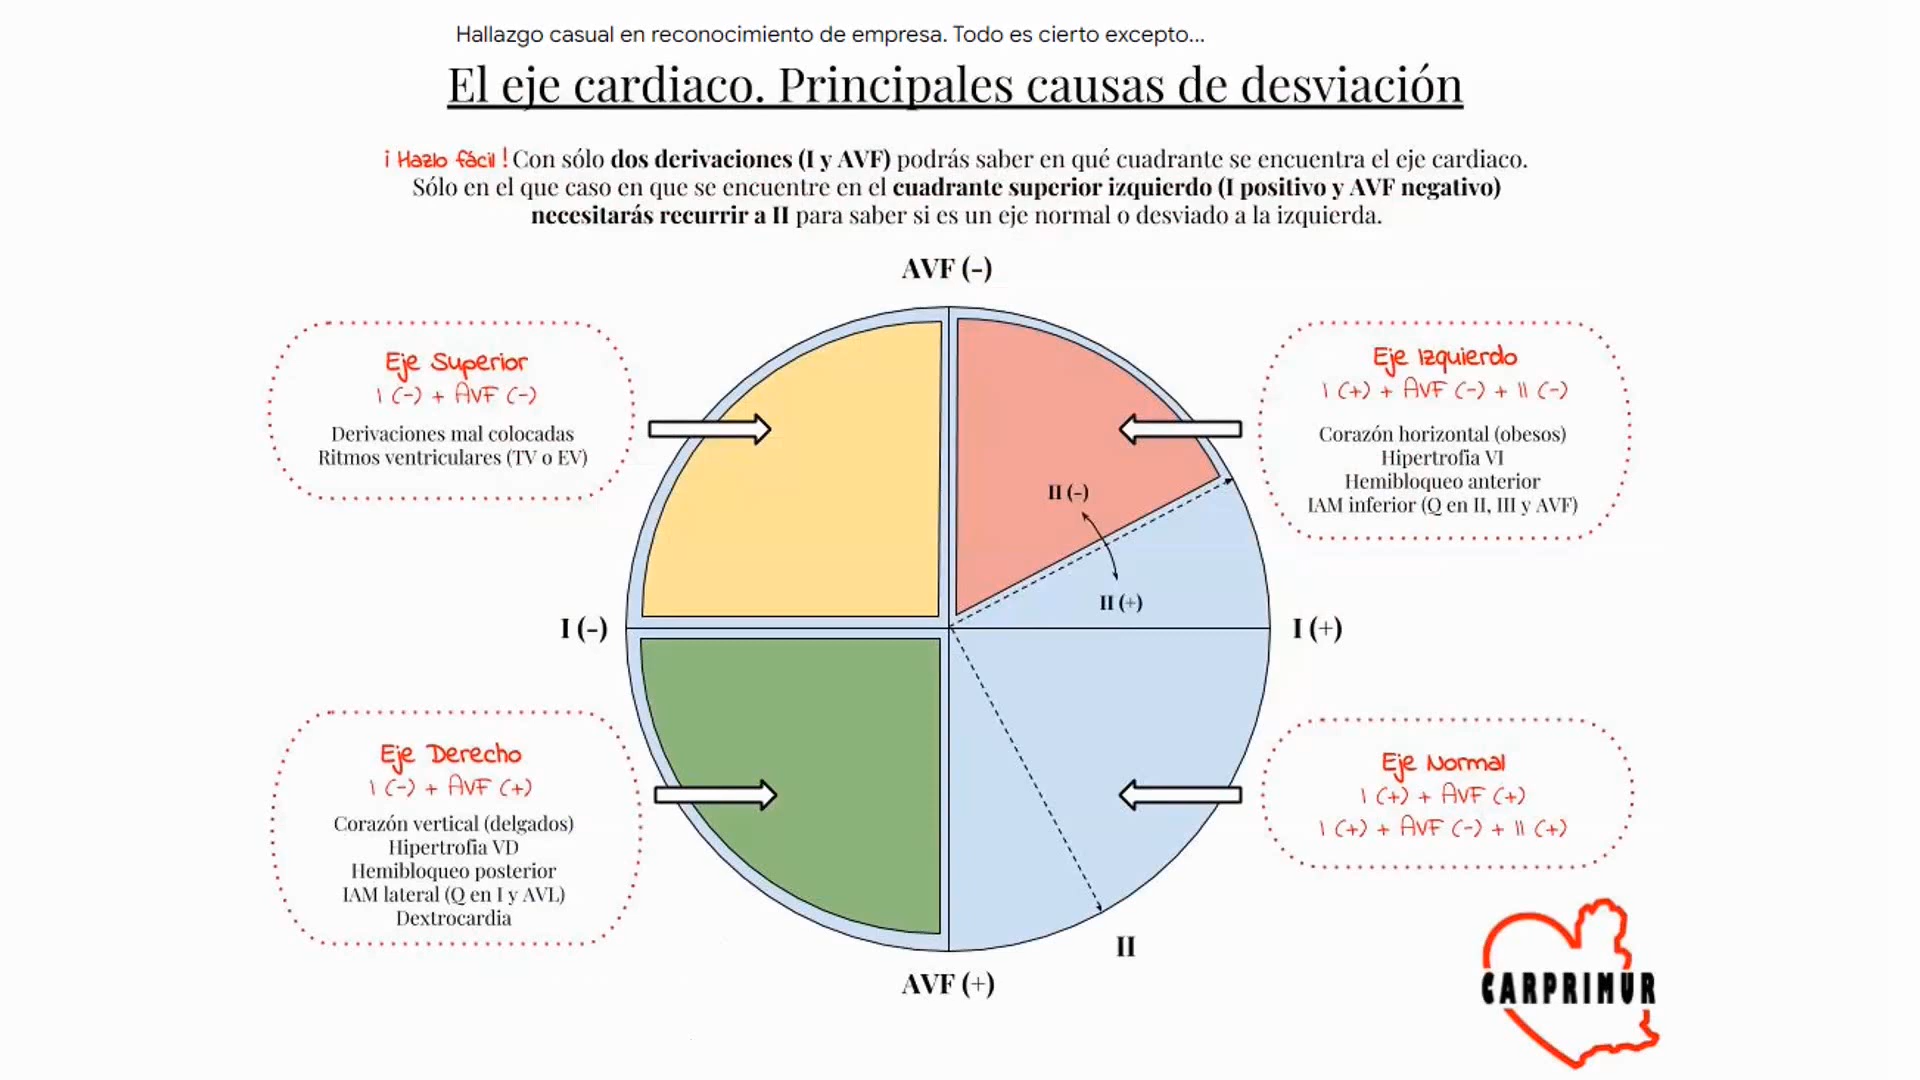 Hallazgo casual en reconocimiento de empresa. Todo es cierto excepto...
El eje cardiaco. Principales causas de desviación
¡Hazlo fácil! Con sólo dos derivaciones (I y AVF) podrás saber en qué cuadrante se encuentra el eje cardiaco.
Sólo en el que caso en que se encuentre en el cuadrante superior izquierdo (I positivo y AVF negativo)
necesitarás recurrir a II para saber si es un eje normal o desviado a la izquierda.
AVF (-)
Eje Superior
I (-) + AVF (-)
Derivaciones mal colocadas
Ritmos ventriculares (TV o EV)
Eje Izquierdo
I (+) + AVF (-) + II (-)
Corazón horizontal (obesos)
Hipertrofia VI
Hemibloqueo anterior
IAM inferior (Q en II, III y AVF)
II (-)
II (+)
I (-)
I (+)
Eje Derecho
I (-) + AVF (+)
Corazón vertical (delgados)
Hipertrofia VD
Hemibloqueo posterior
IAM lateral (Q en I y AVL)
Dextrocardia
Eje Normal
I (+) + AVF (+)
I (+) + AVF (-) + II (+)
II
AVF (+)
CARPRIMUR